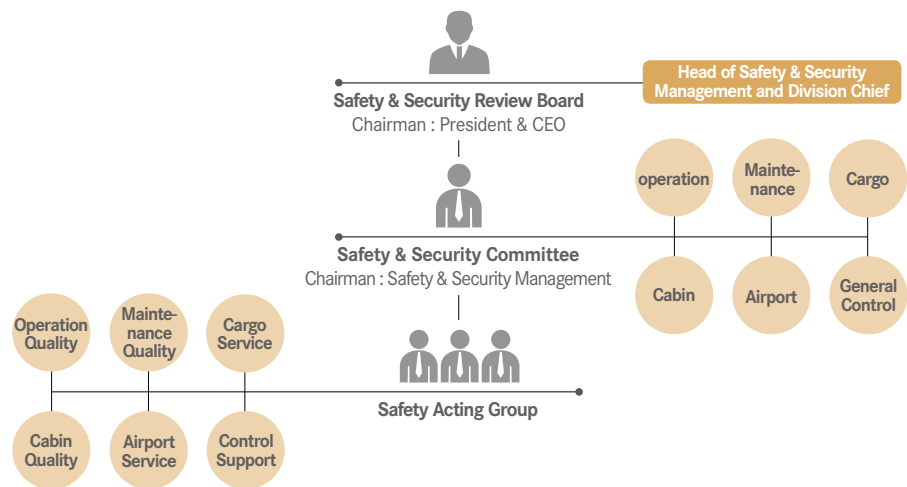 Head of Safety & Security
Management and Division Chief
Safety & Security Review Board
Chairman : President & CEO
operation
Mainte-
nance
Cargo
Safety & Security Committee
Chairman : Safety & Security Management
Cabin
Airport
General
Control
Operation
Quality
Mainte-
nance
Quality
Cargo
Service
Safety Acting Group
Cabin
Quality
Airport
Service
Control
Support